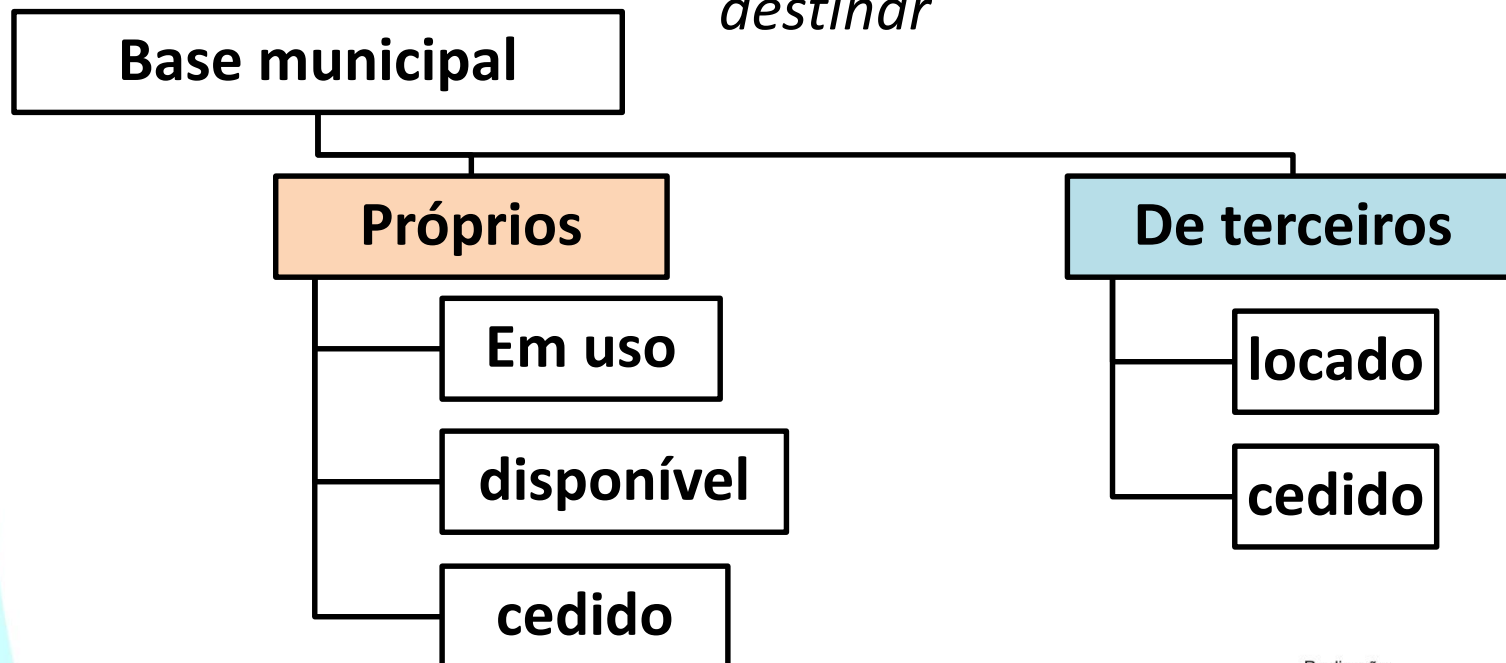 destinar
Base municipal
Próprios
De terceiros
Em uso
locado
disponível
cedido
cedido